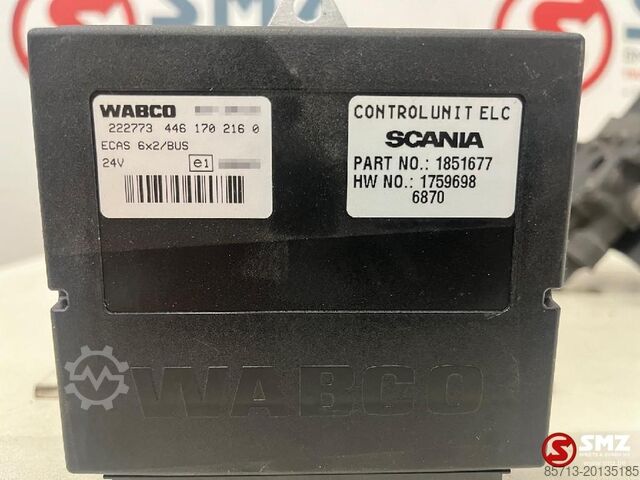 WABCO
222773 446 170 216 0
ECAS 6x2/BUS
24V e1
CONTROLUNIT ELC
SCANIA
PART NO.: 1851677
HW NO.: 1759698
6870
WABCO
SMZ
85713-20135185